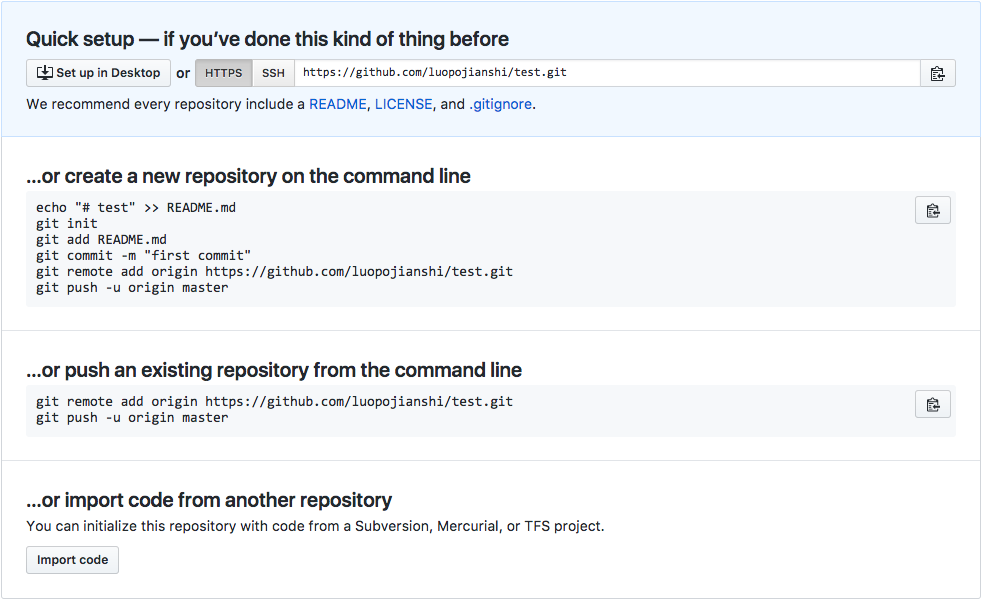 Quick setup — if you’ve done this kind of thing before
Set up in Desktop or HTTPS SSH https://github.com/luopojianshi/test.git
We recommend every repository include a README, LICENSE, and .gitignore.
…or create a new repository on the command line
echo "# test" >> README.md
git init
git add README.md
git commit -m "first commit"
git remote add origin https://github.com/luopojianshi/test.git
git push -u origin master
…or push an existing repository from the command line
git remote add origin https://github.com/luopojianshi/test.git
git push -u origin master
…or import code from another repository
You can initialize this repository with code from a Subversion, Mercurial, or TFS project.
Import code